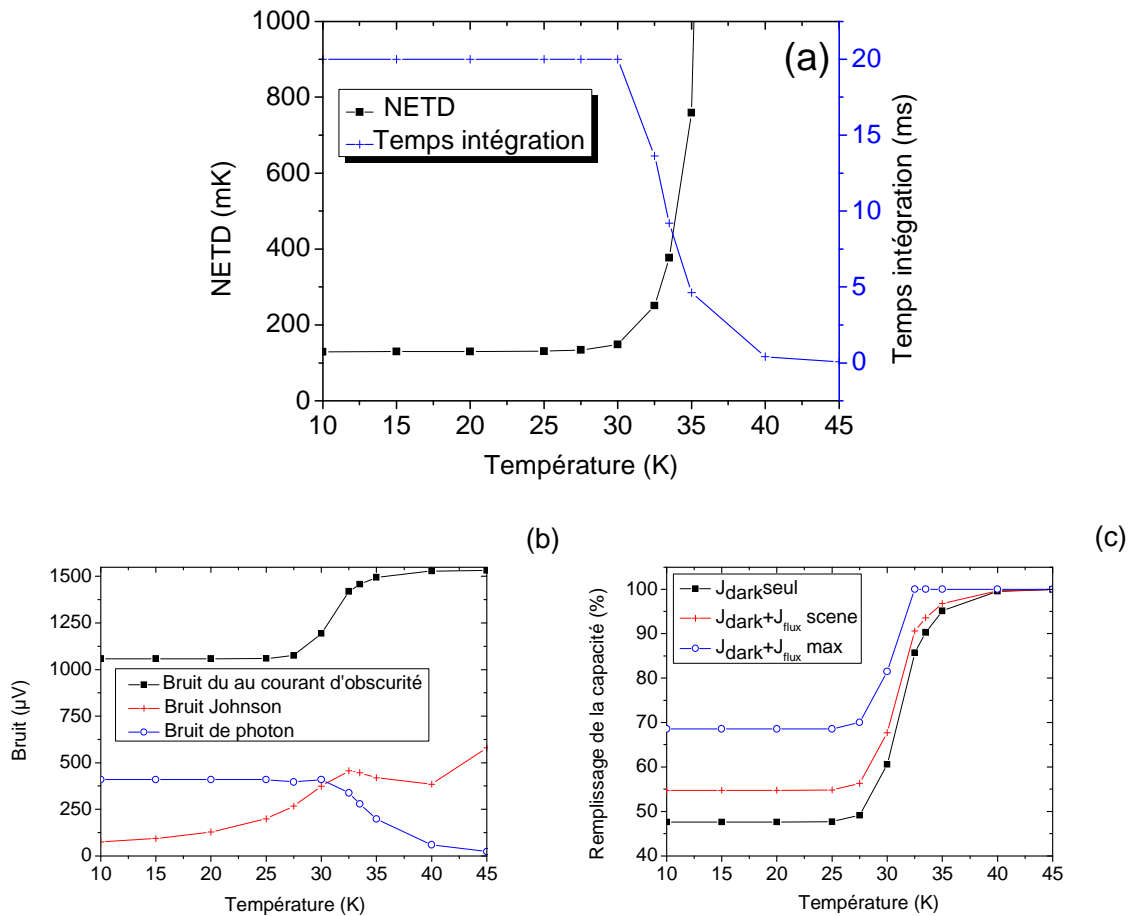 (a)
1000
800
600
400
200
0
NETD (mK)
NETD
Temps intégration
20
15
10
5
0
Temps intégration (ms)
10 15 20 25 30 35 40 45
Température (K)
(b)
1500
1250
1000
750
500
250
0
Bruit (µV)
Bruit du au courant d'obscurité
Bruit Johnson
Bruit de photon
10 15 20 25 30 35 40 45
Température (K)
(c)
100
90
80
70
60
50
40
Remplissage de la capacité (%)
Jdark seul
Jdark+Jflux scene
Jdark+Jflux max
10 15 20 25 30 35 40 45
Température (K)